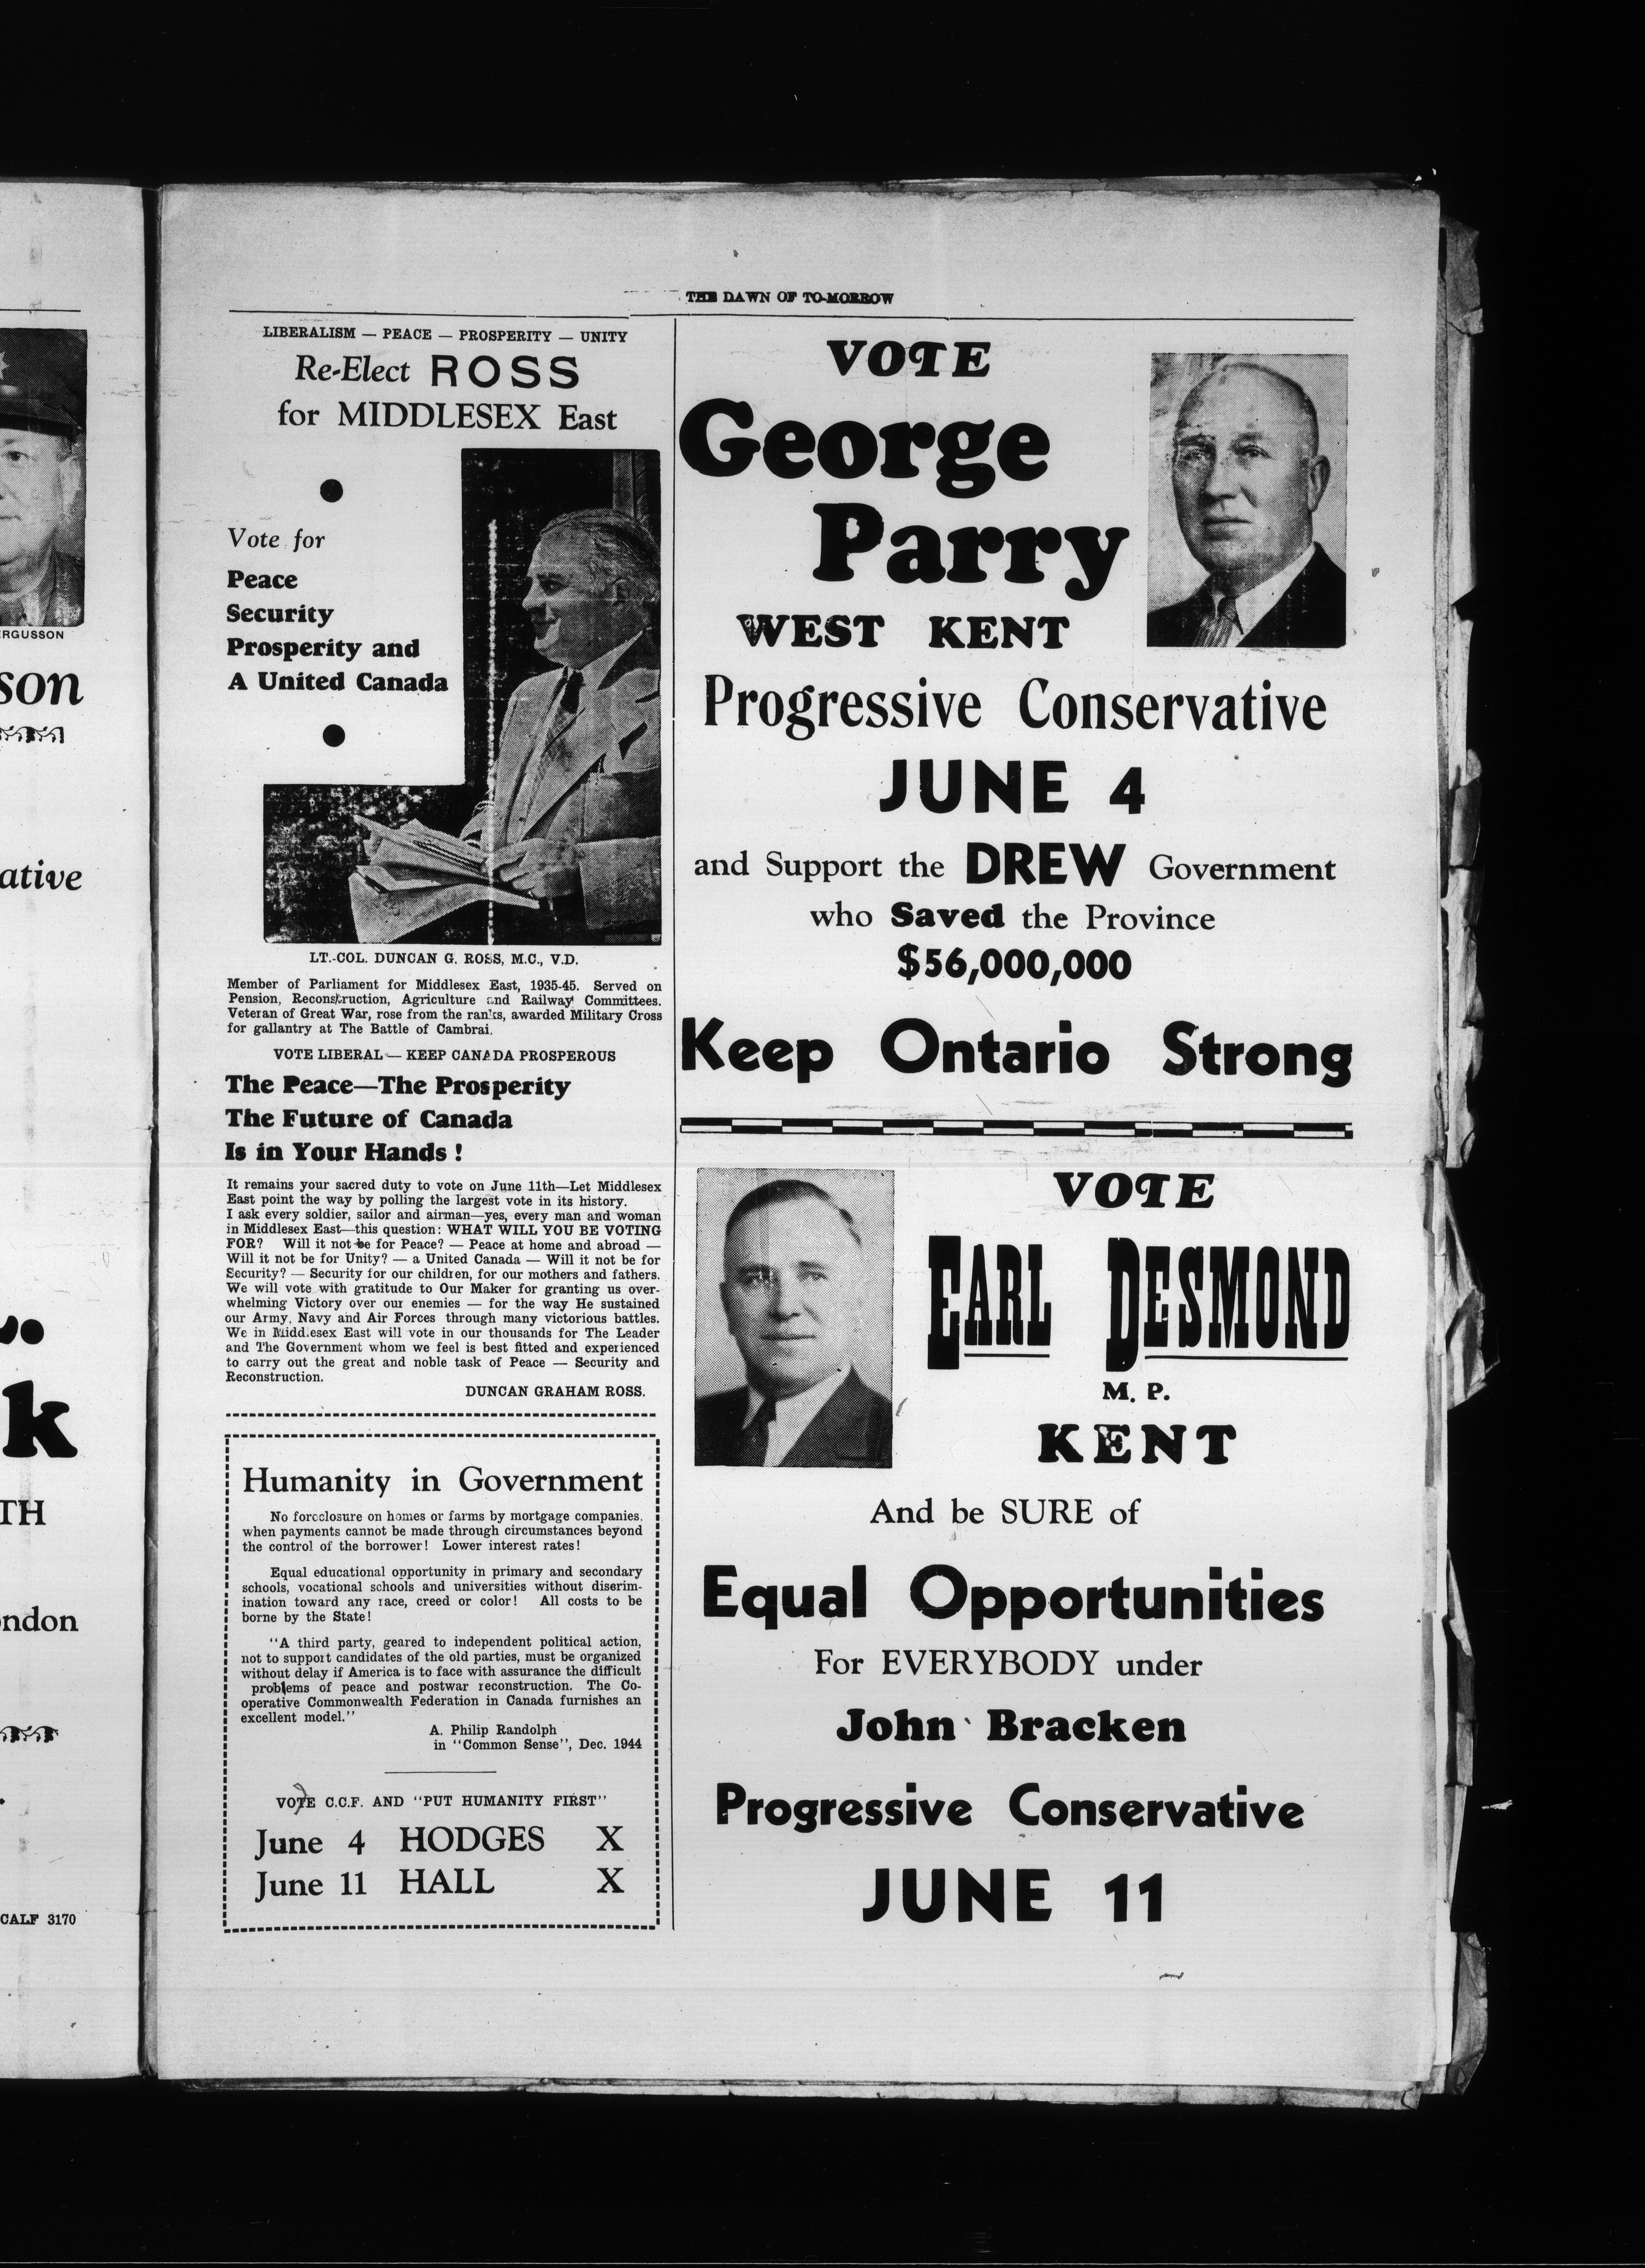 RGUSSON
son
ative
k
TH
ondon
CALF 3170
THE DAWN OF TO-MORROW
LIBERALISM — PEACE — PROSPERITY — UNITY
Re-Elect ROSS
for MIDDLESEX East
Vote for
Peace
Security
Prosperity and
A United Canada
LT.-COL. DUNCAN G. ROSS, M.C., V.D.
Member of Parliament for Middlesex East, 1935-45. Served on
Pension, Reconstruction, Agriculture and Railway Committees.
Veteran of Great War, rose from the ranks, awarded Military Cross
for gallantry at The Battle of Cambrai.
VOTE LIBERAL — KEEP CANADA PROSPEROUS
The Peace—The Prosperity
The Future of Canada
Is in Your Hands !
It remains your sacred duty to vote on June 11th—Let Middlesex
East point the way by polling the largest vote in its history.
I ask every soldier, sailor and airman—yes, every man and woman
in Middlesex East—this question: WHAT WILL YOU BE VOTING
FOR? Will it not be for Peace? — Peace at home and abroad —
Will it not be for Unity? — a United Canada — Will it not be for
Security? — Security for our children, for our mothers and fathers.
We will vote with gratitude to Our Maker for granting us over-
whelming Victory over our enemies — for the way He sustained
our Army, Navy and Air Forces through many victorious battles.
We in Middlesex East will vote in our thousands for The Leader
and The Government whom we feel is best fitted and experienced
to carry out the great and noble task of Peace — Security and
Reconstruction.
DUNCAN GRAHAM ROSS.
Humanity in Government
No foreclosure on homes or farms by mortgage companies,
when payments cannot be made through circumstances beyond
the control of the borrower! Lower interest rates!
Equal educational opportunity in primary and secondary
schools, vocational schools and universities without diserim-
ination toward any race, creed or color! All costs to be
borne by the State!
"A third party, geared to independent political action,
not to support candidates of the old parties, must be organized
without delay if America is to face with assurance the difficult
problems of peace and postwar reconstruction. The Co-
operative Commonwealth Federation in Canada furnishes an
excellent model."
A. Philip Randolph
in "Common Sense", Dec. 1944
VOTE C.C.F. AND "PUT HUMANITY FIRST"
June 4 HODGES X
June 11 HALL X
VOTE
George
Parry
WEST KENT
Progressive Conservative
JUNE 4
and Support the DREW Government
who Saved the Province
$56,000,000
Keep Ontario Strong
VOTE
EARL DESMOND
M. P.
KENT
And be SURE of
Equal Opportunities
For EVERYBODY under
John Bracken
Progressive Conservative
JUNE 11